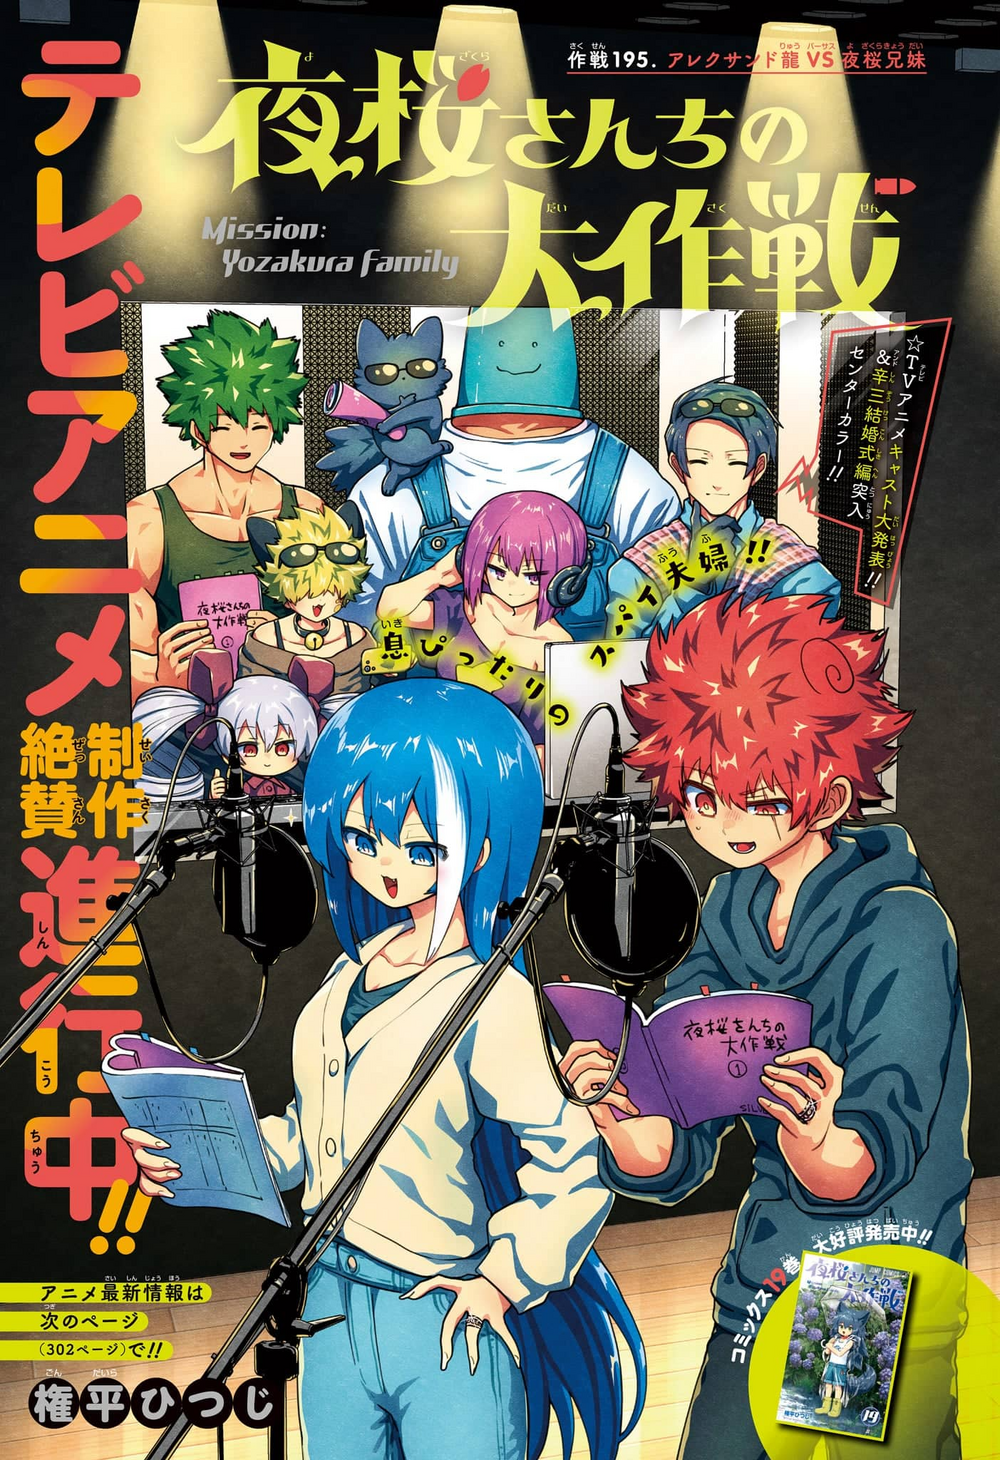 作戦195. アレクサンド龍VS夜桜兄妹
夜桜さんちの
大作戦
Mission:
Yozakura Family
☆TVアニメキャスト大発表!!
&辛三結婚式編突入
センターカラー!!
テレビアニメ
制作
絶賛
進行中!!
息ぴったりの
スパイ夫婦!!
夜桜さんちの
大作戦
①
夜桜さんちの
大作戦
①
コミックス19巻
大好評発売中!!
夜桜さんちの
大作戦
19
アニメ最新情報は
次のページ
(302ページ)で!!
権平ひつじ